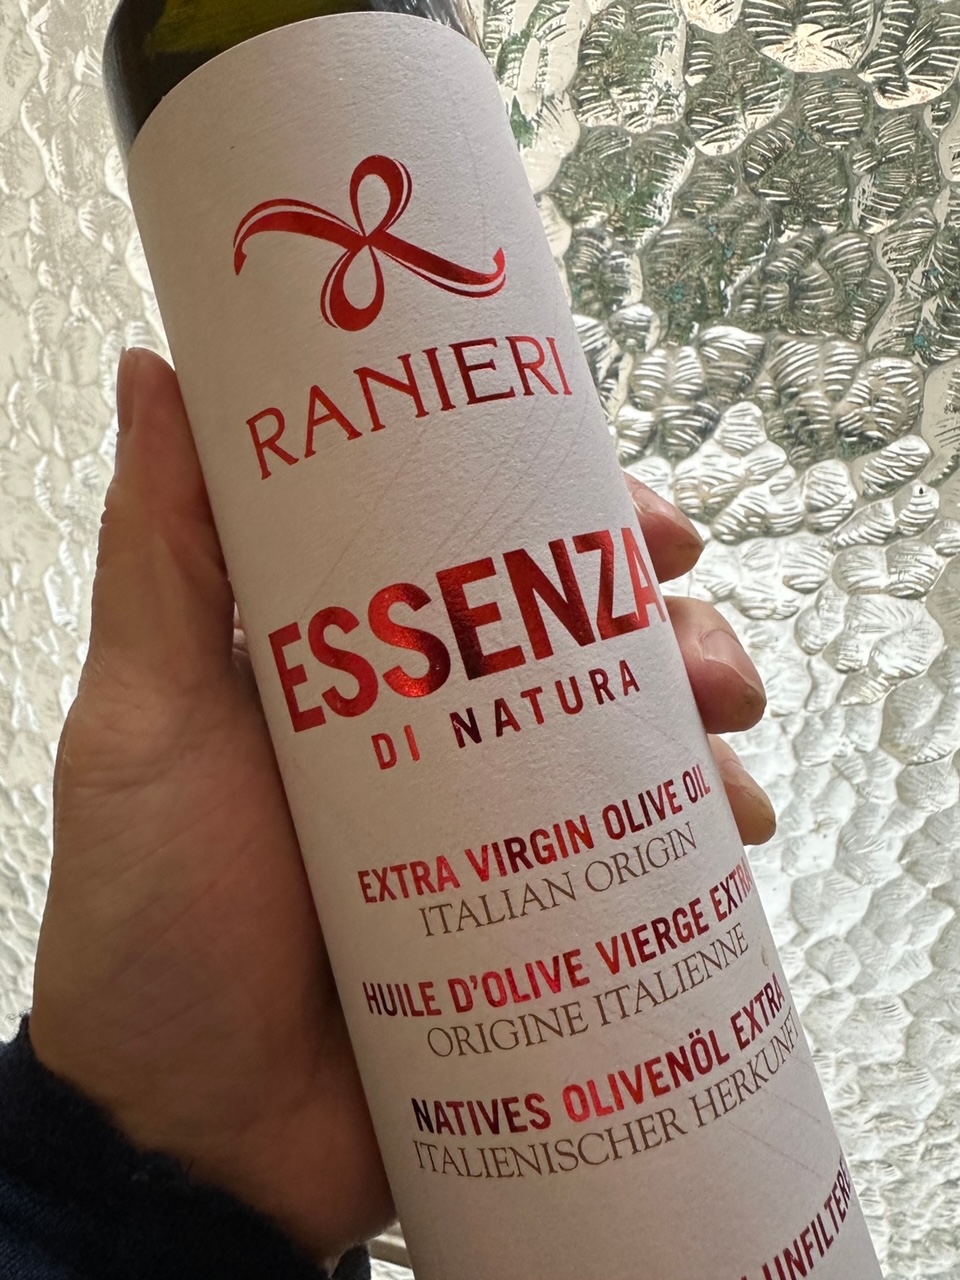 RANIERI
ESSENZA
DI NATURA
EXTRA VIRGIN OLIVE OIL
ITALIAN ORIGIN
HUILE D'OLIVE VIERGE EXTRA
ORIGINE ITALIENNE
NATIVES OLIVENÖL EXTRA
ITALIENISCHER HERKUNFT
UNFILTERED